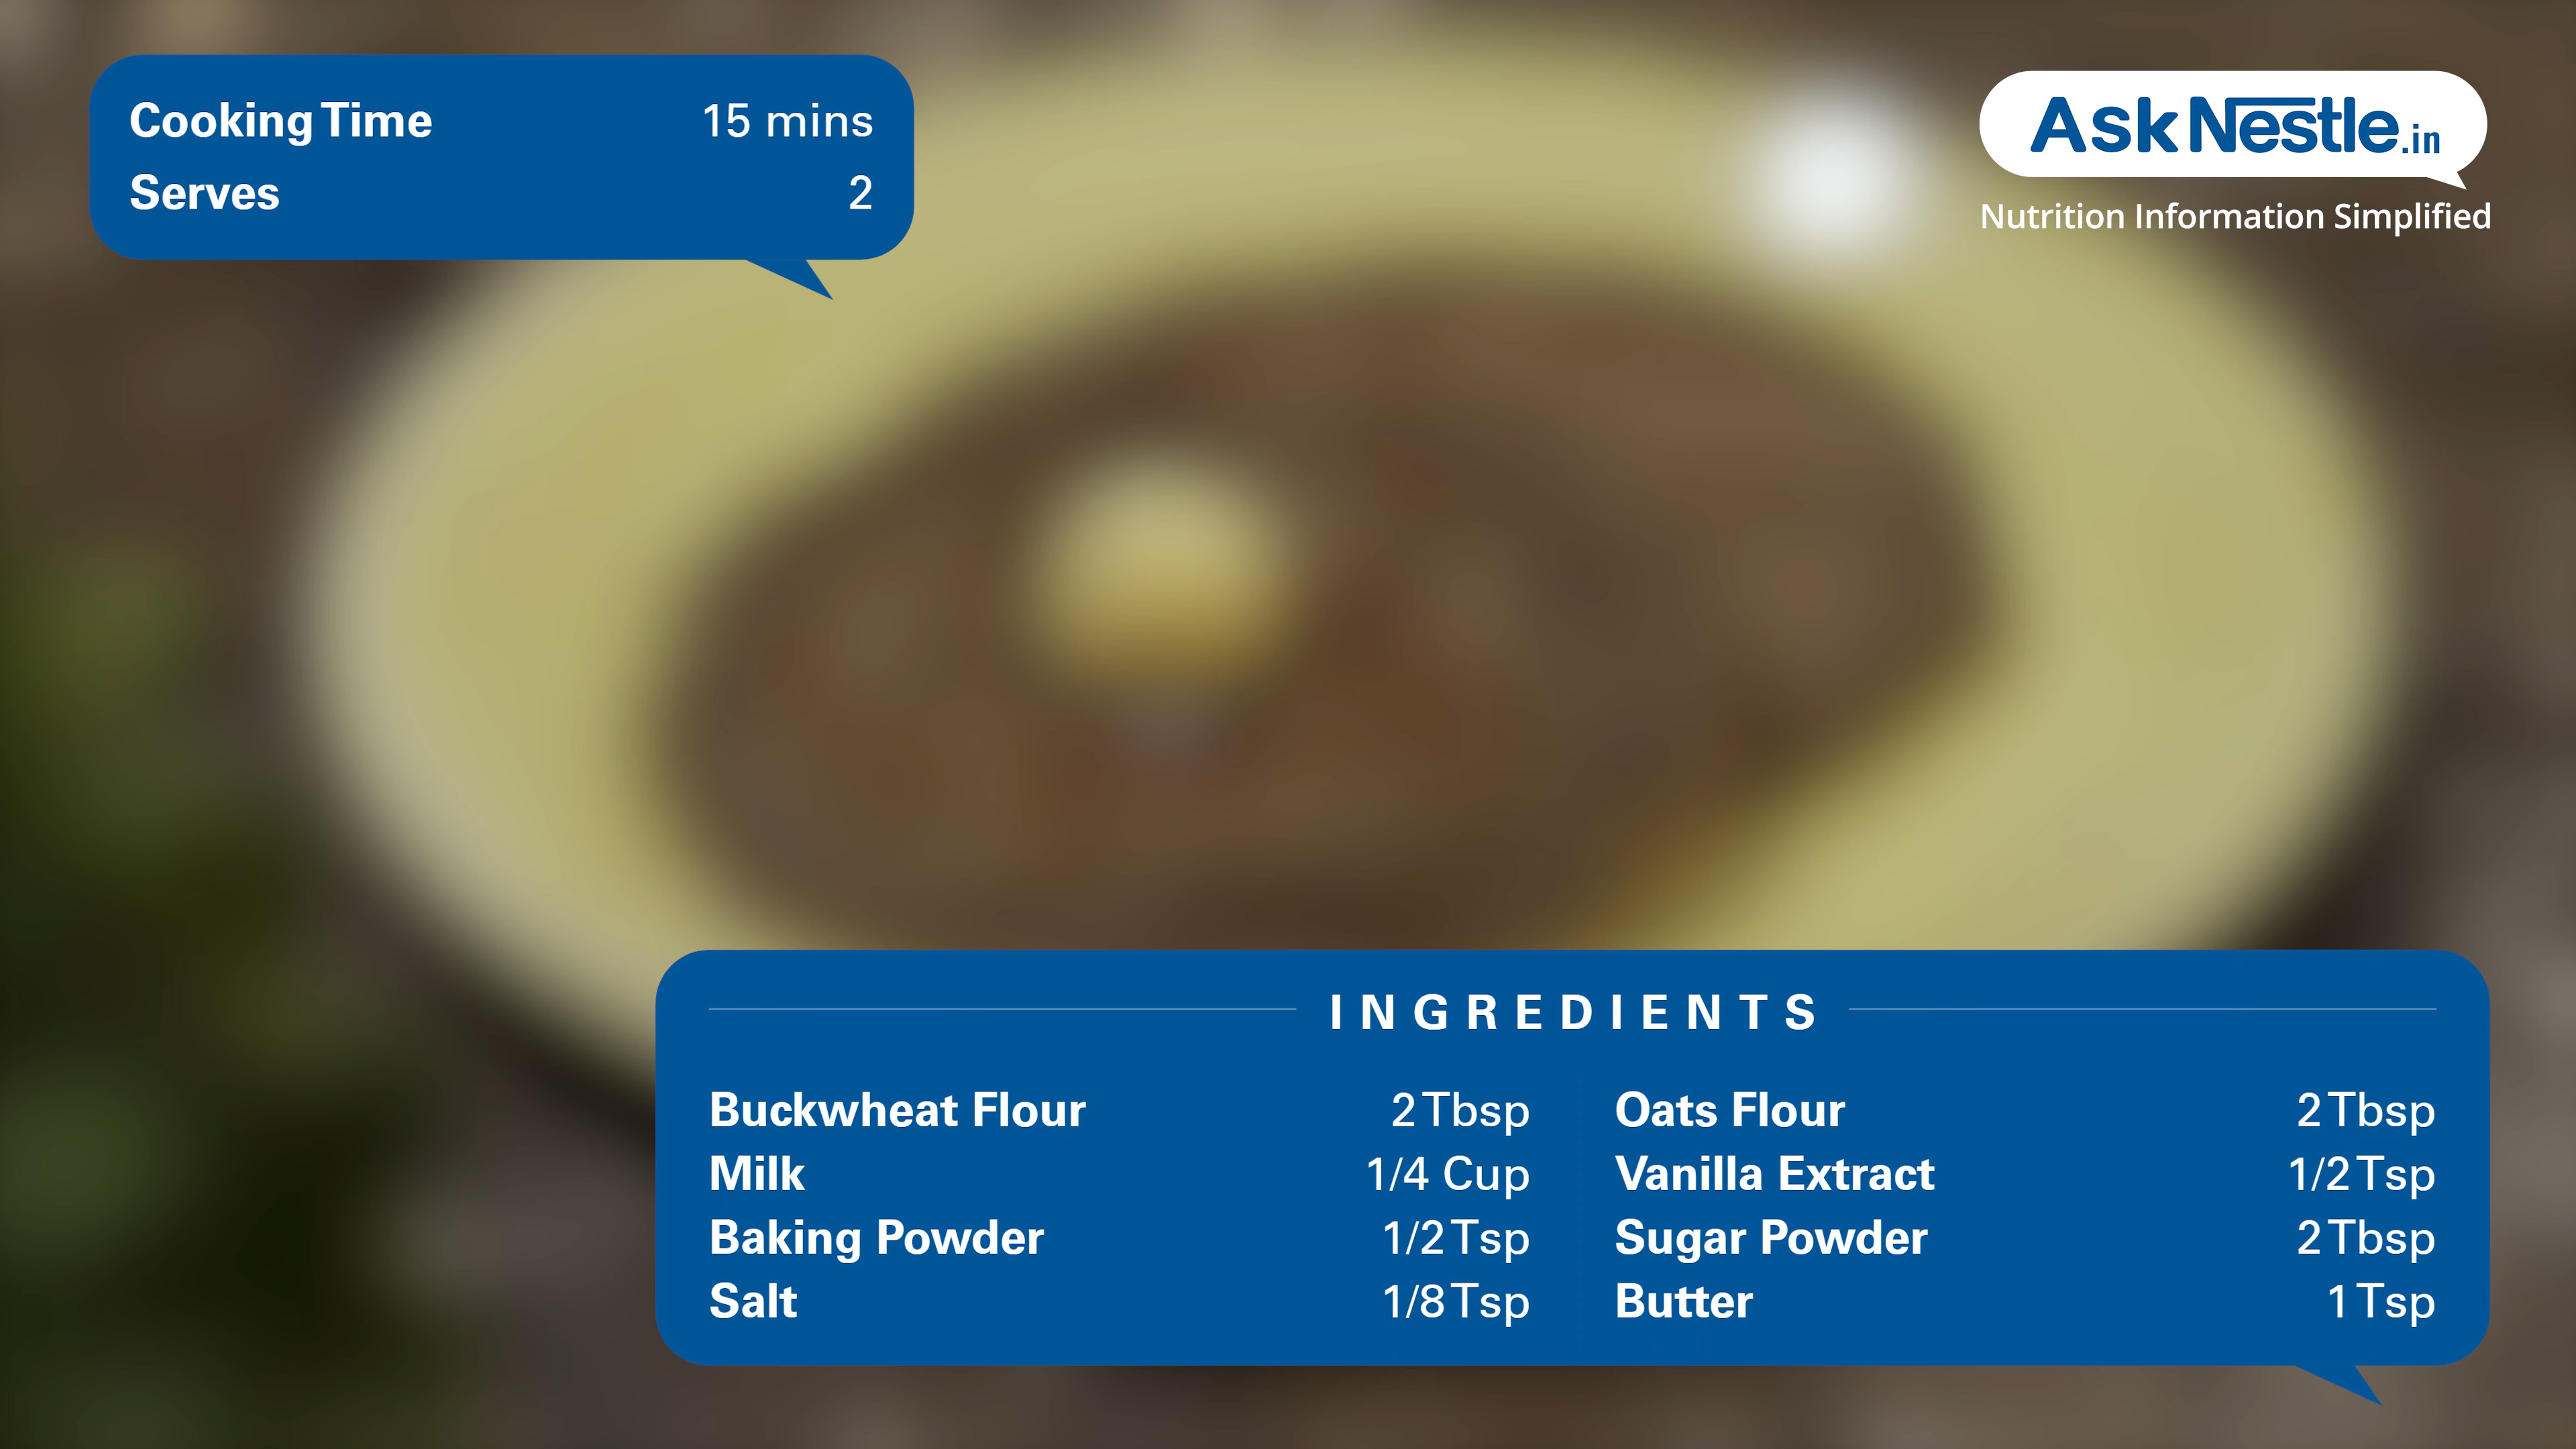 Cooking Time 15 mins
Serves 2
AskNestle.in
Nutrition Information Simplified
INGREDIENTS
Buckwheat Flour 2 Tbsp Oats Flour 2 Tbsp
Milk 1/4 Cup Vanilla Extract 1/2 Tsp
Baking Powder 1/2 Tsp Sugar Powder 2 Tbsp
Salt 1/8 Tsp Butter 1 Tsp